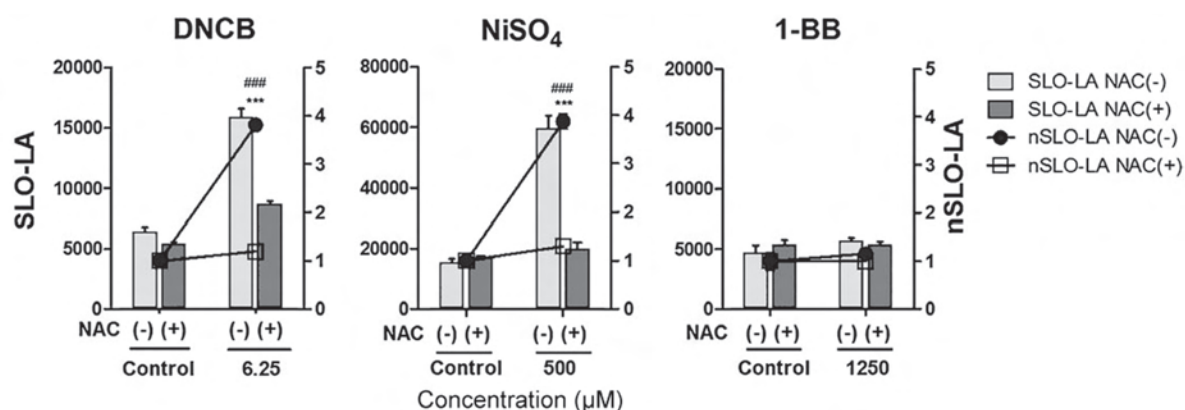 DNCB
NiSO₄
1-BB
SLO-LA
20000
15000
10000
5000
0
###
***
5
4
3
2
1
0
NAC (-) (+) (-) (+)
Control 6.25
80000
60000
40000
20000
0
###
***
5
4
3
2
1
0
NAC (-) (+) (-) (+)
Control 500
Concentration (µM)
20000
15000
10000
5000
0
5
4
3
2
1
0
nSLO-LA
NAC (-) (+) (-) (+)
Control 1250
SLO-LA NAC(-)
SLO-LA NAC(+)
nSLO-LA NAC(-)
nSLO-LA NAC(+)